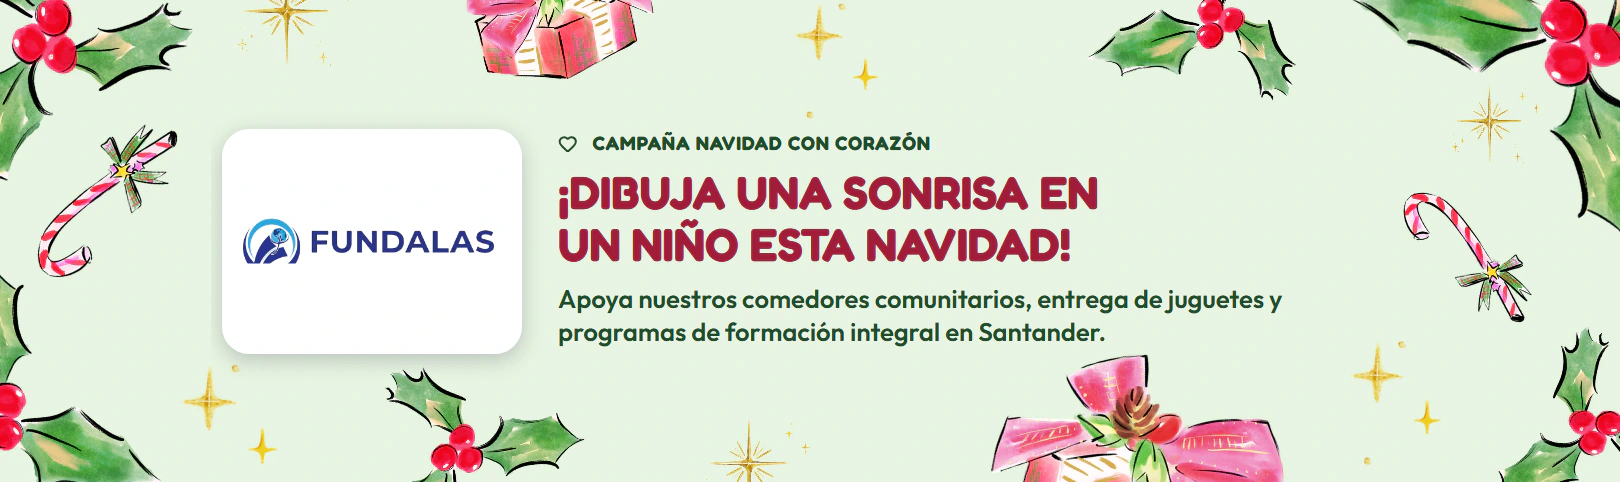 FUNDALAS
CAMPAÑA NAVIDAD CON CORAZÓN
¡DIBUJA UNA SONRISA EN
UN NIÑO ESTA NAVIDAD!
Apoya nuestros comedores comunitarios, entrega de juguetes y
programas de formación integral en Santander.